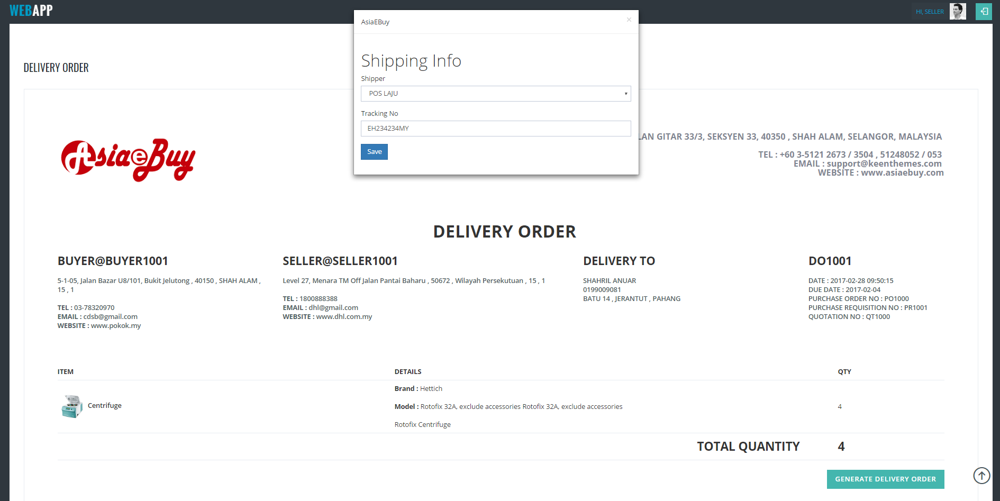 WEBAPP
HI, SELLER
AsiaEBuy
×
Shipping Info
Shipper
POS LAJU
Tracking No
EH234234MY
Save
DELIVERY ORDER
AsiaeBuy
LAN GITAR 33/3, SEKSYEN 33, 40350 , SHAH ALAM, SELANGOR, MALAYSIA
TEL : +60 3-5121 2673 / 3504 , 51248052 / 053
EMAIL : support@keenthemes.com
WEBSITE : www.asiaebuy.com
DELIVERY ORDER
BUYER@BUYER1001
5-1-05, Jalan Bazar U8/101, Bukit Jelutong , 40150 , SHAH ALAM ,
15 , 1
TEL : 03-78320970
EMAIL : cdsb@gmail.com
WEBSITE : www.pokok.my
SELLER@SELLER1001
Level 27, Menara TM Off Jalan Pantai Baharu , 50672 , Wilayah Persekutuan , 15 , 1
TEL : 1800888388
EMAIL : dhl@gmail.com
WEBSITE : www.dhl.com.my
DELIVERY TO
SHAHRIL ANUAR
0199009081
BATU 14 , JERANTUT , PAHANG
DO1001
DATE : 2017-02-28 09:50:15
DUE DATE : 2017-02-04
PURCHASE ORDER NO : PO1000
PURCHASE REQUISITION NO : PR1001
QUOTATION NO : QT1000
ITEM DETAILS QTY
Brand : Hettich
Centrifuge
Model : Rotofix 32A, exclude accessories Rotofix 32A, exclude accessories
4
Rotofix Centrifuge
TOTAL QUANTITY 4
GENERATE DELIVERY ORDER